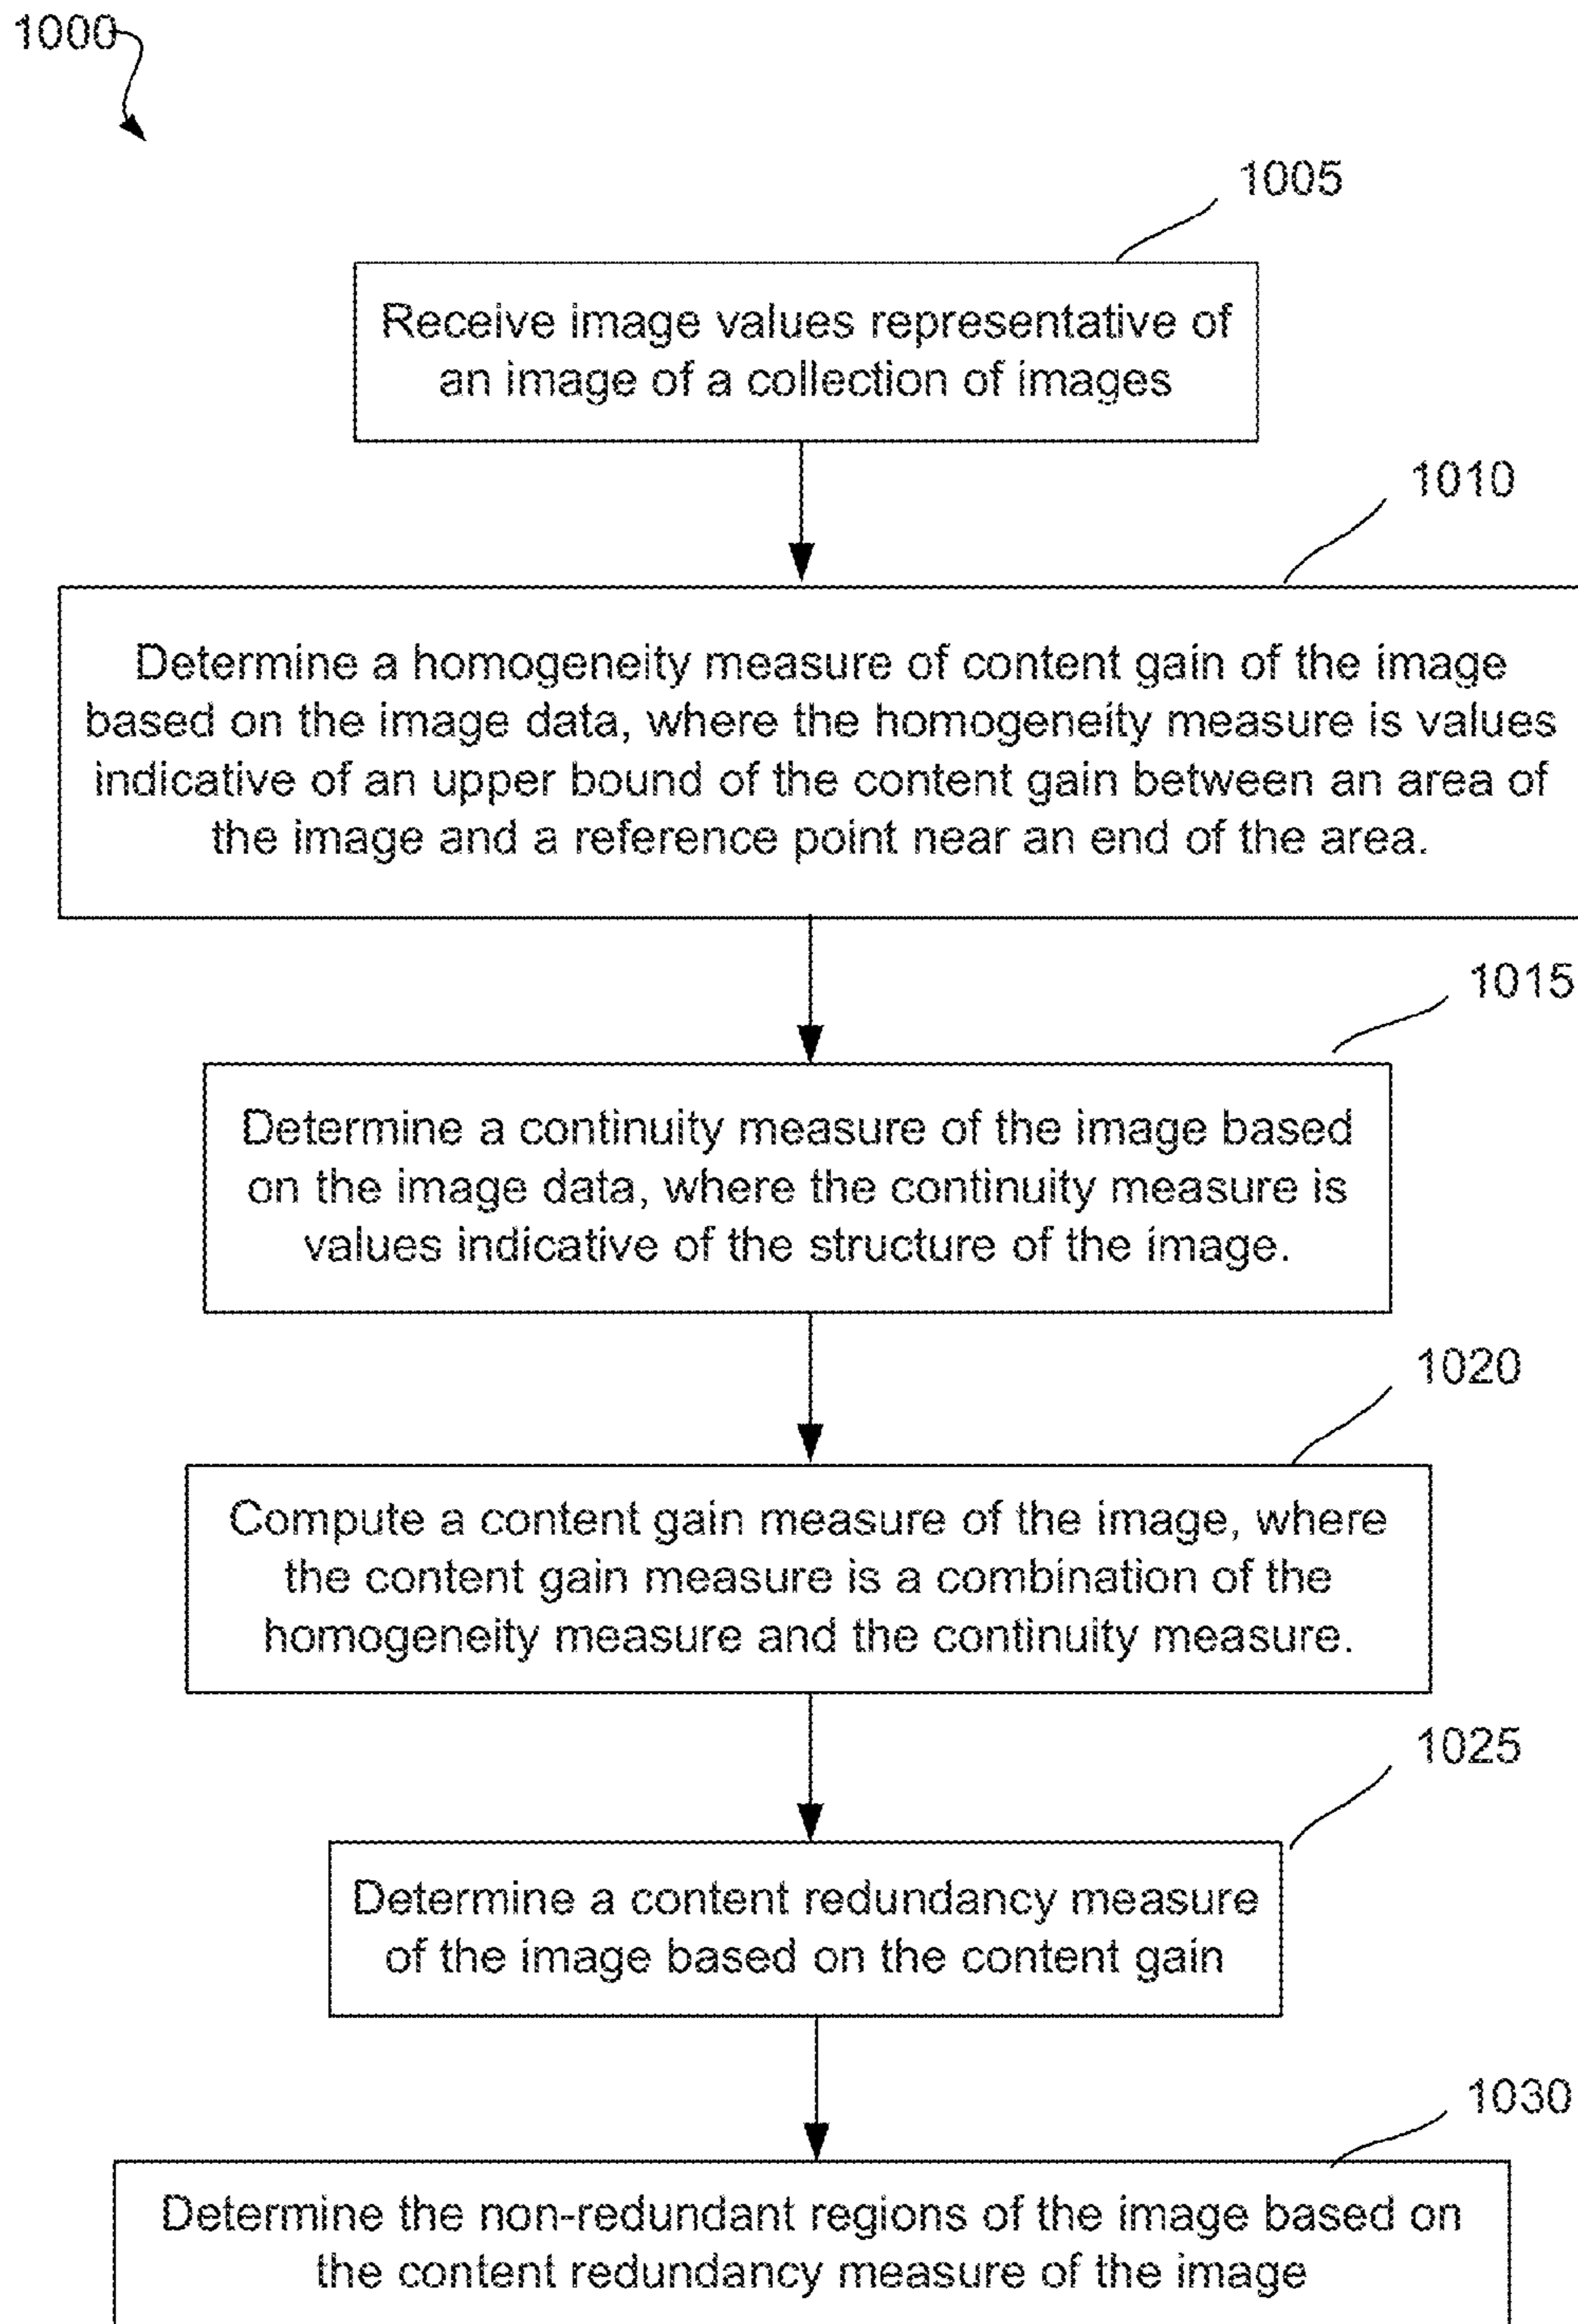 1000
1005
Receive image values representative of
an image of a collection of images
1010
Determine a homogeneity measure of content gain of the image
based on the image data, where the homogeneity measure is values
indicative of an upper bound of the content gain between an area of
the image and a reference point near an end of the area.
1015
Determine a continuity measure of the image based
on the image data, where the continuity measure is
values indicative of the structure of the image.
1020
Compute a content gain measure of the image, where
the content gain measure is a combination of the
homogeneity measure and the continuity measure.
1025
Determine a content redundancy measure
of the image based on the content gain
1030
Determine the non-redundant regions of the image based on
the content redundancy measure of the image